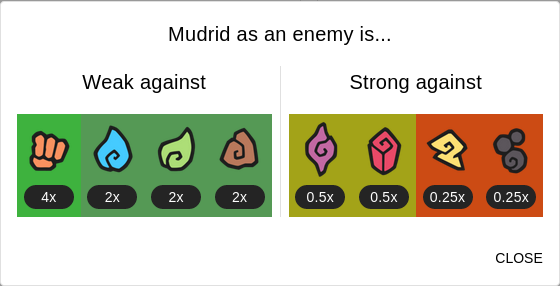 Mudrid as an enemy is...
Weak against
Strong against
4x 2x 2x 2x
0.5x 0.5x 0.25x 0.25x
CLOSE